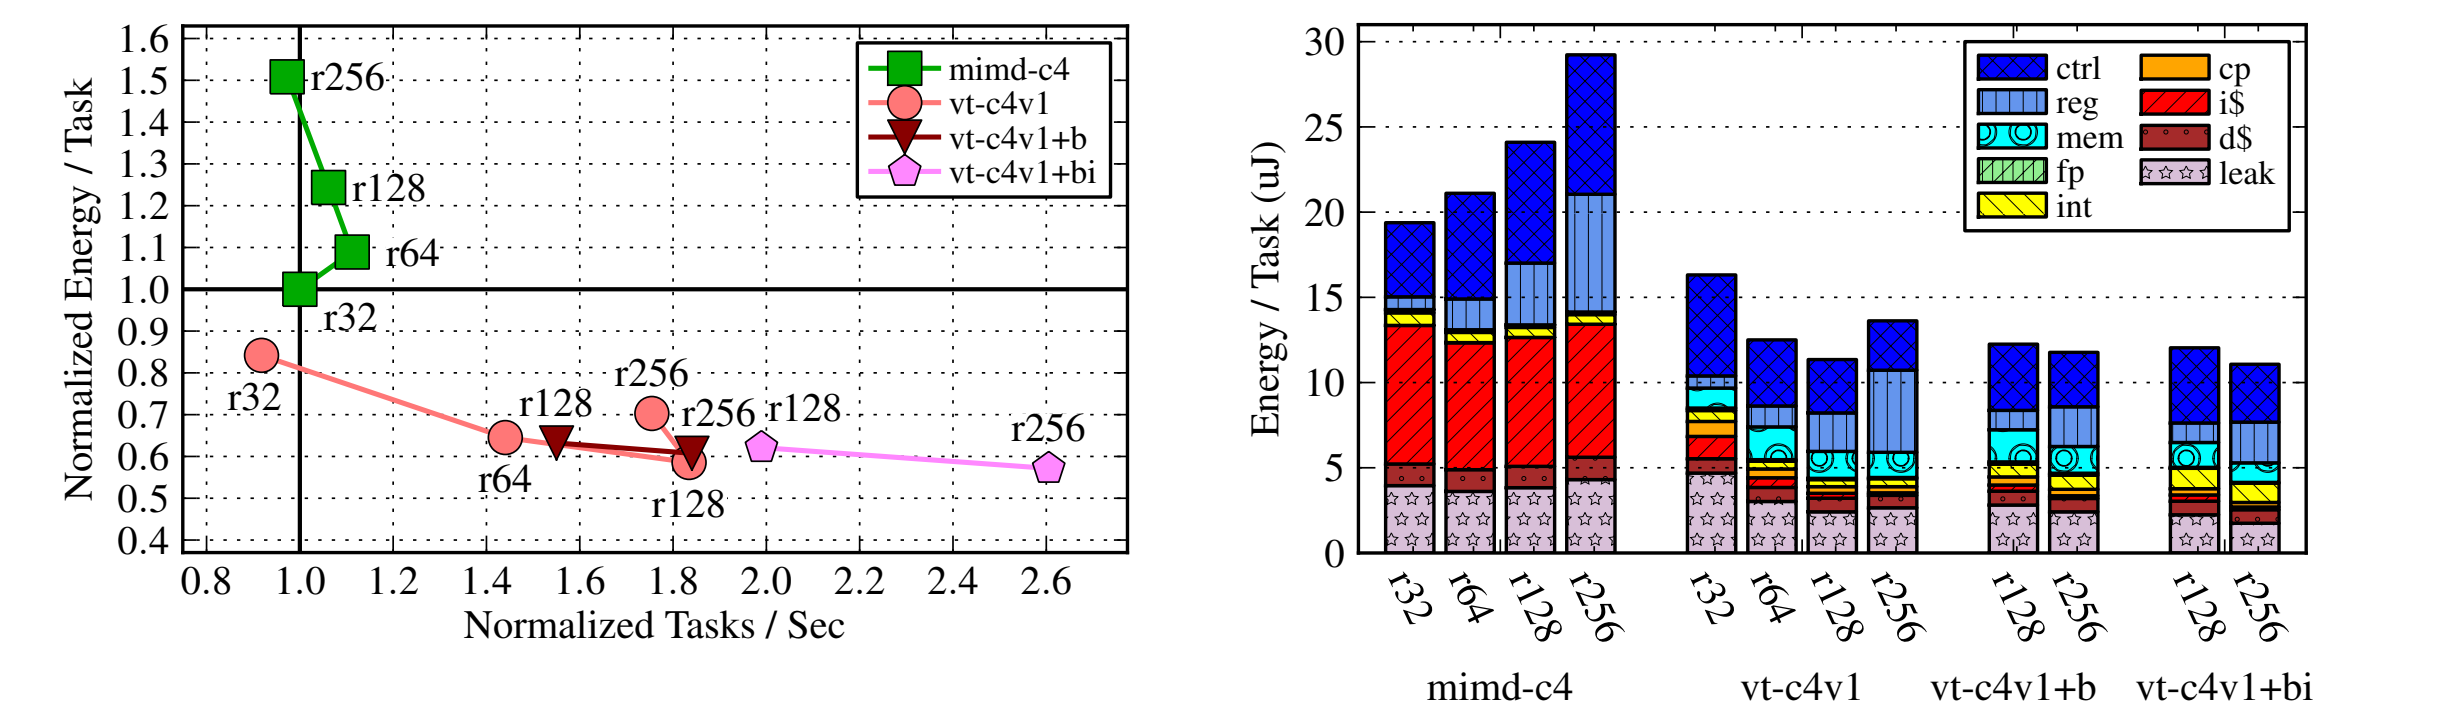 Normalized Energy / Task
1.6
1.5
1.4
1.3
1.2
1.1
1.0
0.9
0.8
0.7
0.6
0.5
0.4
0.8 1.0 1.2 1.4 1.6 1.8 2.0 2.2 2.4 2.6
Normalized Tasks / Sec
mimd-c4
vt-c4v1
vt-c4v1+b
vt-c4v1+bi
r256
r128
r64
r32
r32
r64
r128
r256
r128
r256
r128
r256
Energy / Task (uJ)
30
25
20
15
10
5
0
ctrl
reg
mem
fp
int
cp
i$
d$
leak
r32 r64 r128 r256 r32 r64 r128 r256 r128 r256 r128 r256
mimd-c4 vt-c4v1 vt-c4v1+b vt-c4v1+bi